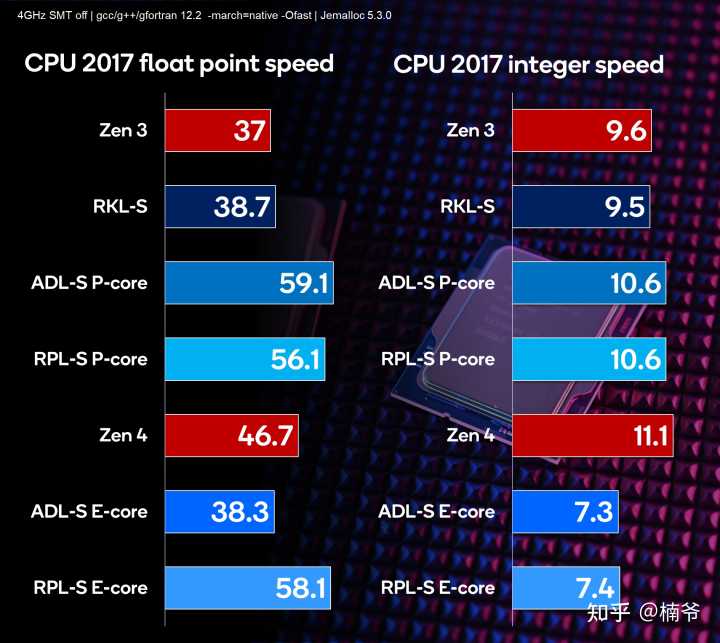 4GHz SMT off | gcc/g++/gfortran 12.2 -march=native -Ofast | Jemalloc 5.3.0
CPU 2017 float point speed
Zen 3 37
RKL-S 38.7
ADL-S P-core 59.1
RPL-S P-core 56.1
Zen 4 46.7
ADL-S E-core 38.3
RPL-S E-core 58.1
CPU 2017 integer speed
Zen 3 9.6
RKL-S 9.5
ADL-S P-core 10.6
RPL-S P-core 10.6
Zen 4 11.1
ADL-S E-core 7.3
RPL-S E-core 7.4
知乎 @楠爷